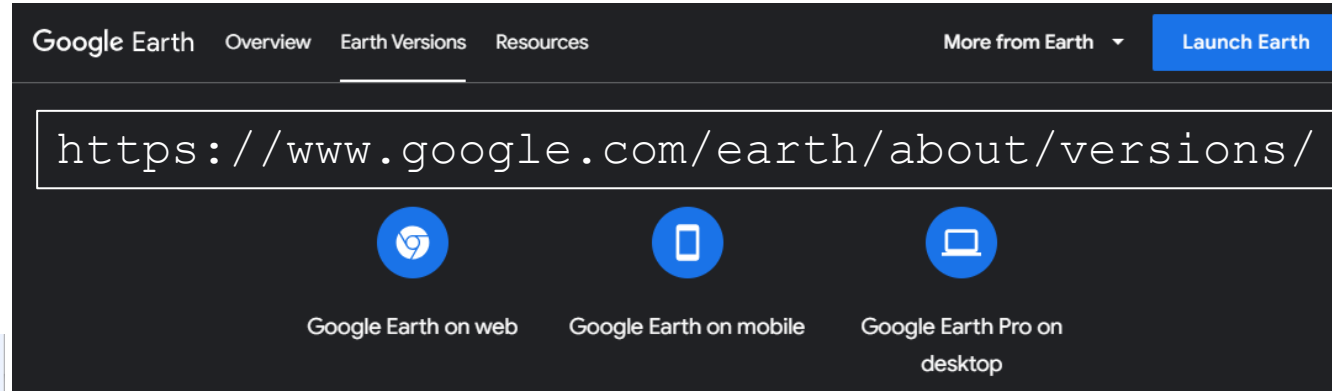 Google Earth Overview Earth Versions Resources More from Earth Launch Earth
https://www.google.com/earth/about/versions/
Google Earth on web Google Earth on mobile Google Earth Pro on
desktop